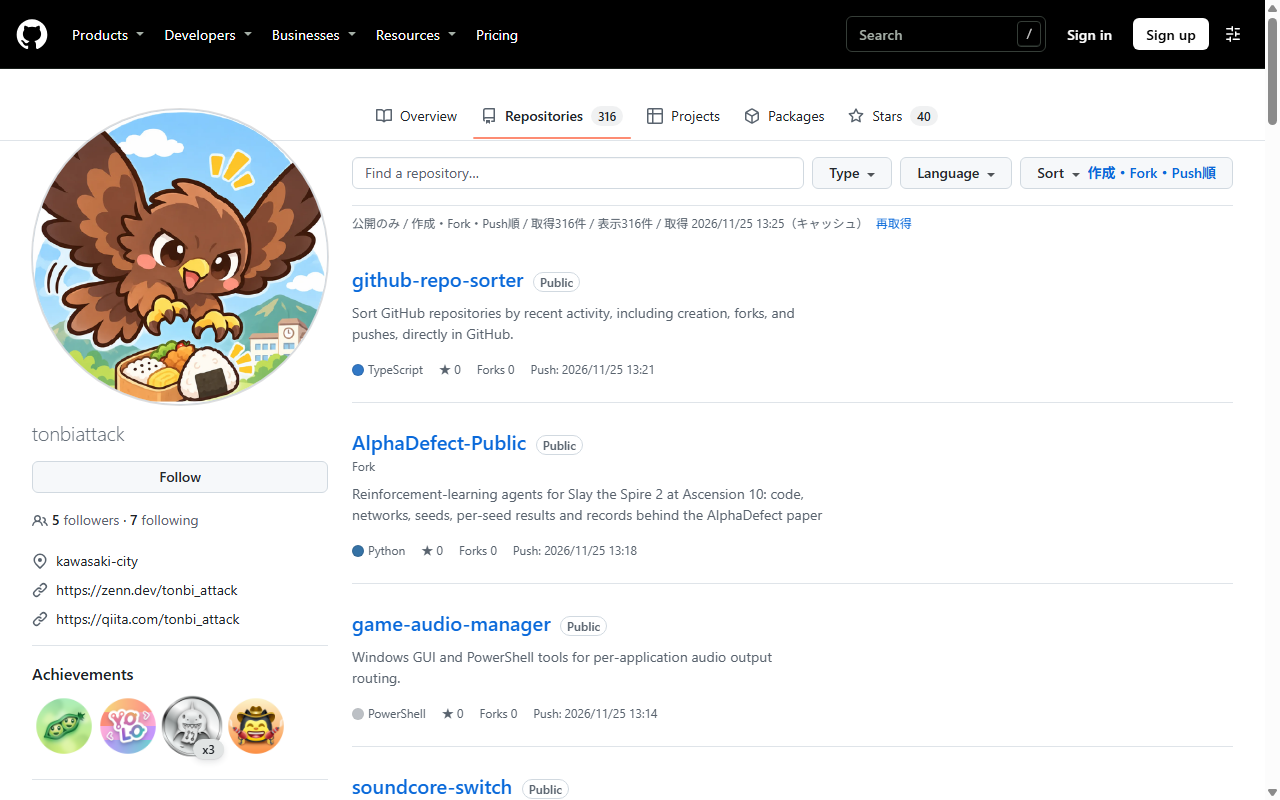 Products Developers Businesses Resources Pricing Search / Sign in Sign up
Overview Repositories 316 Projects Packages Stars 40
Find a repository... Type Language Sort 作成・Fork・Push順
公開のみ / 作成・Fork・Push順 / 取得316件 / 表示316件 / 取得 2026/11/25 13:25（キャッシュ） 再取得
github-repo-sorter Public
Sort GitHub repositories by recent activity, including creation, forks, and
pushes, directly in GitHub.
TypeScript ★ 0 Forks 0 Push: 2026/11/25 13:21
AlphaDefect-Public Public
Fork
Reinforcement-learning agents for Slay the Spire 2 at Ascension 10: code,
networks, seeds, per-seed results and records behind the AlphaDefect paper
Python ★ 0 Forks 0 Push: 2026/11/25 13:18
game-audio-manager Public
Windows GUI and PowerShell tools for per-application audio output
routing.
PowerShell ★ 0 Forks 0 Push: 2026/11/25 13:14
soundcore-switch Public
tonbiattack
Follow
5 followers · 7 following
kawasaki-city
https://zenn.dev/tonbi_attack
https://qiita.com/tonbi_attack
Achievements
YOLO
x3